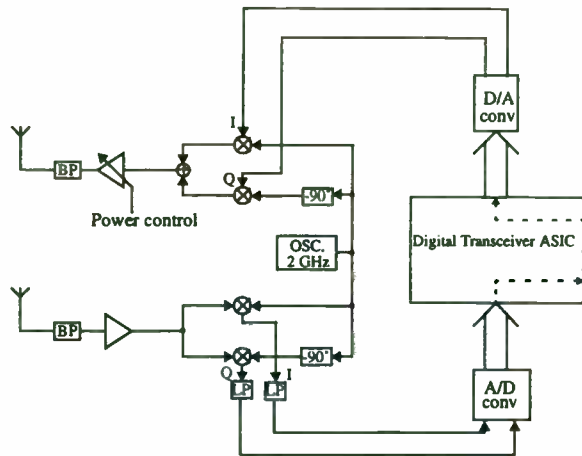 D/A
conv
I
BP
Q
-90°
Power control
OSC.
2 GHz
Digital Transceiver ASIC
BP
-90°
Q
I
LP
LP
A/D
conv